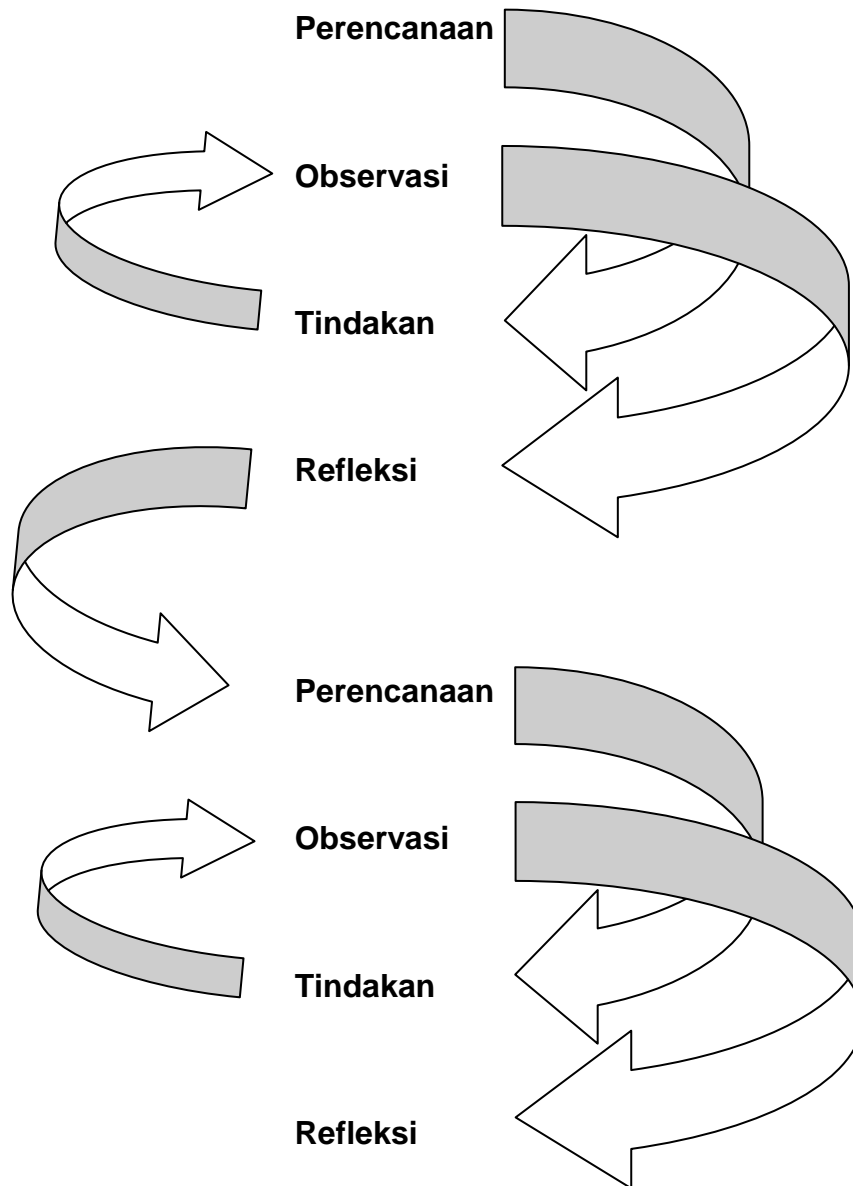 Perencanaan
Observasi
Tindakan
Refleksi
Perencanaan
Observasi
Tindakan
Refleksi